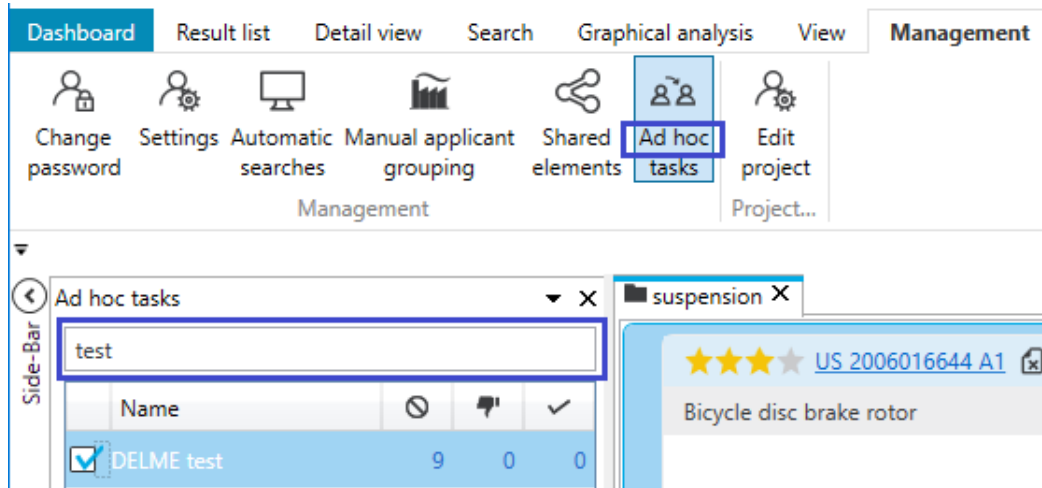 Dashboard Result list Detail view Search Graphical analysis View Management
Change password
Settings
Automatic searches
Manual applicant grouping
Shared elements
Ad hoc tasks
Edit project
Management Project...
Side-Bar
Ad hoc tasks
test
Name
DELME test 9 0 0
suspension
US 2006016644 A1
Bicycle disc brake rotor